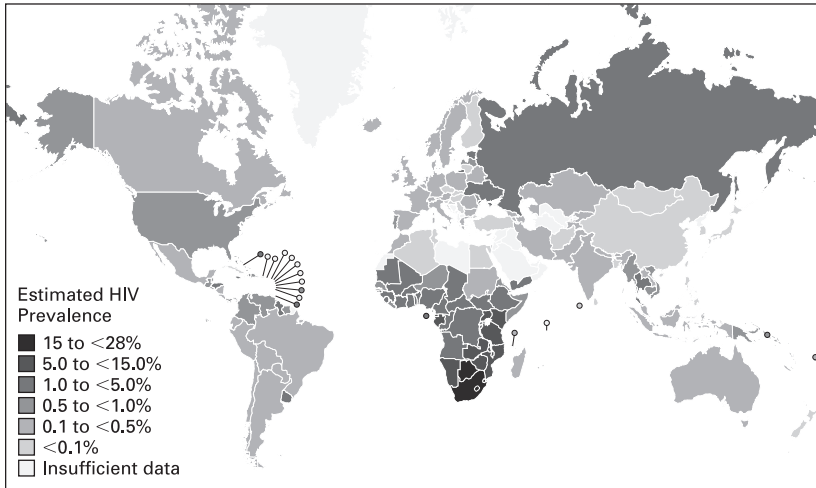 Estimated HIV
Prevalence
15 to <28%
5.0 to <15.0%
1.0 to <5.0%
0.5 to <1.0%
0.1 to <0.5%
<0.1%
Insufficient data